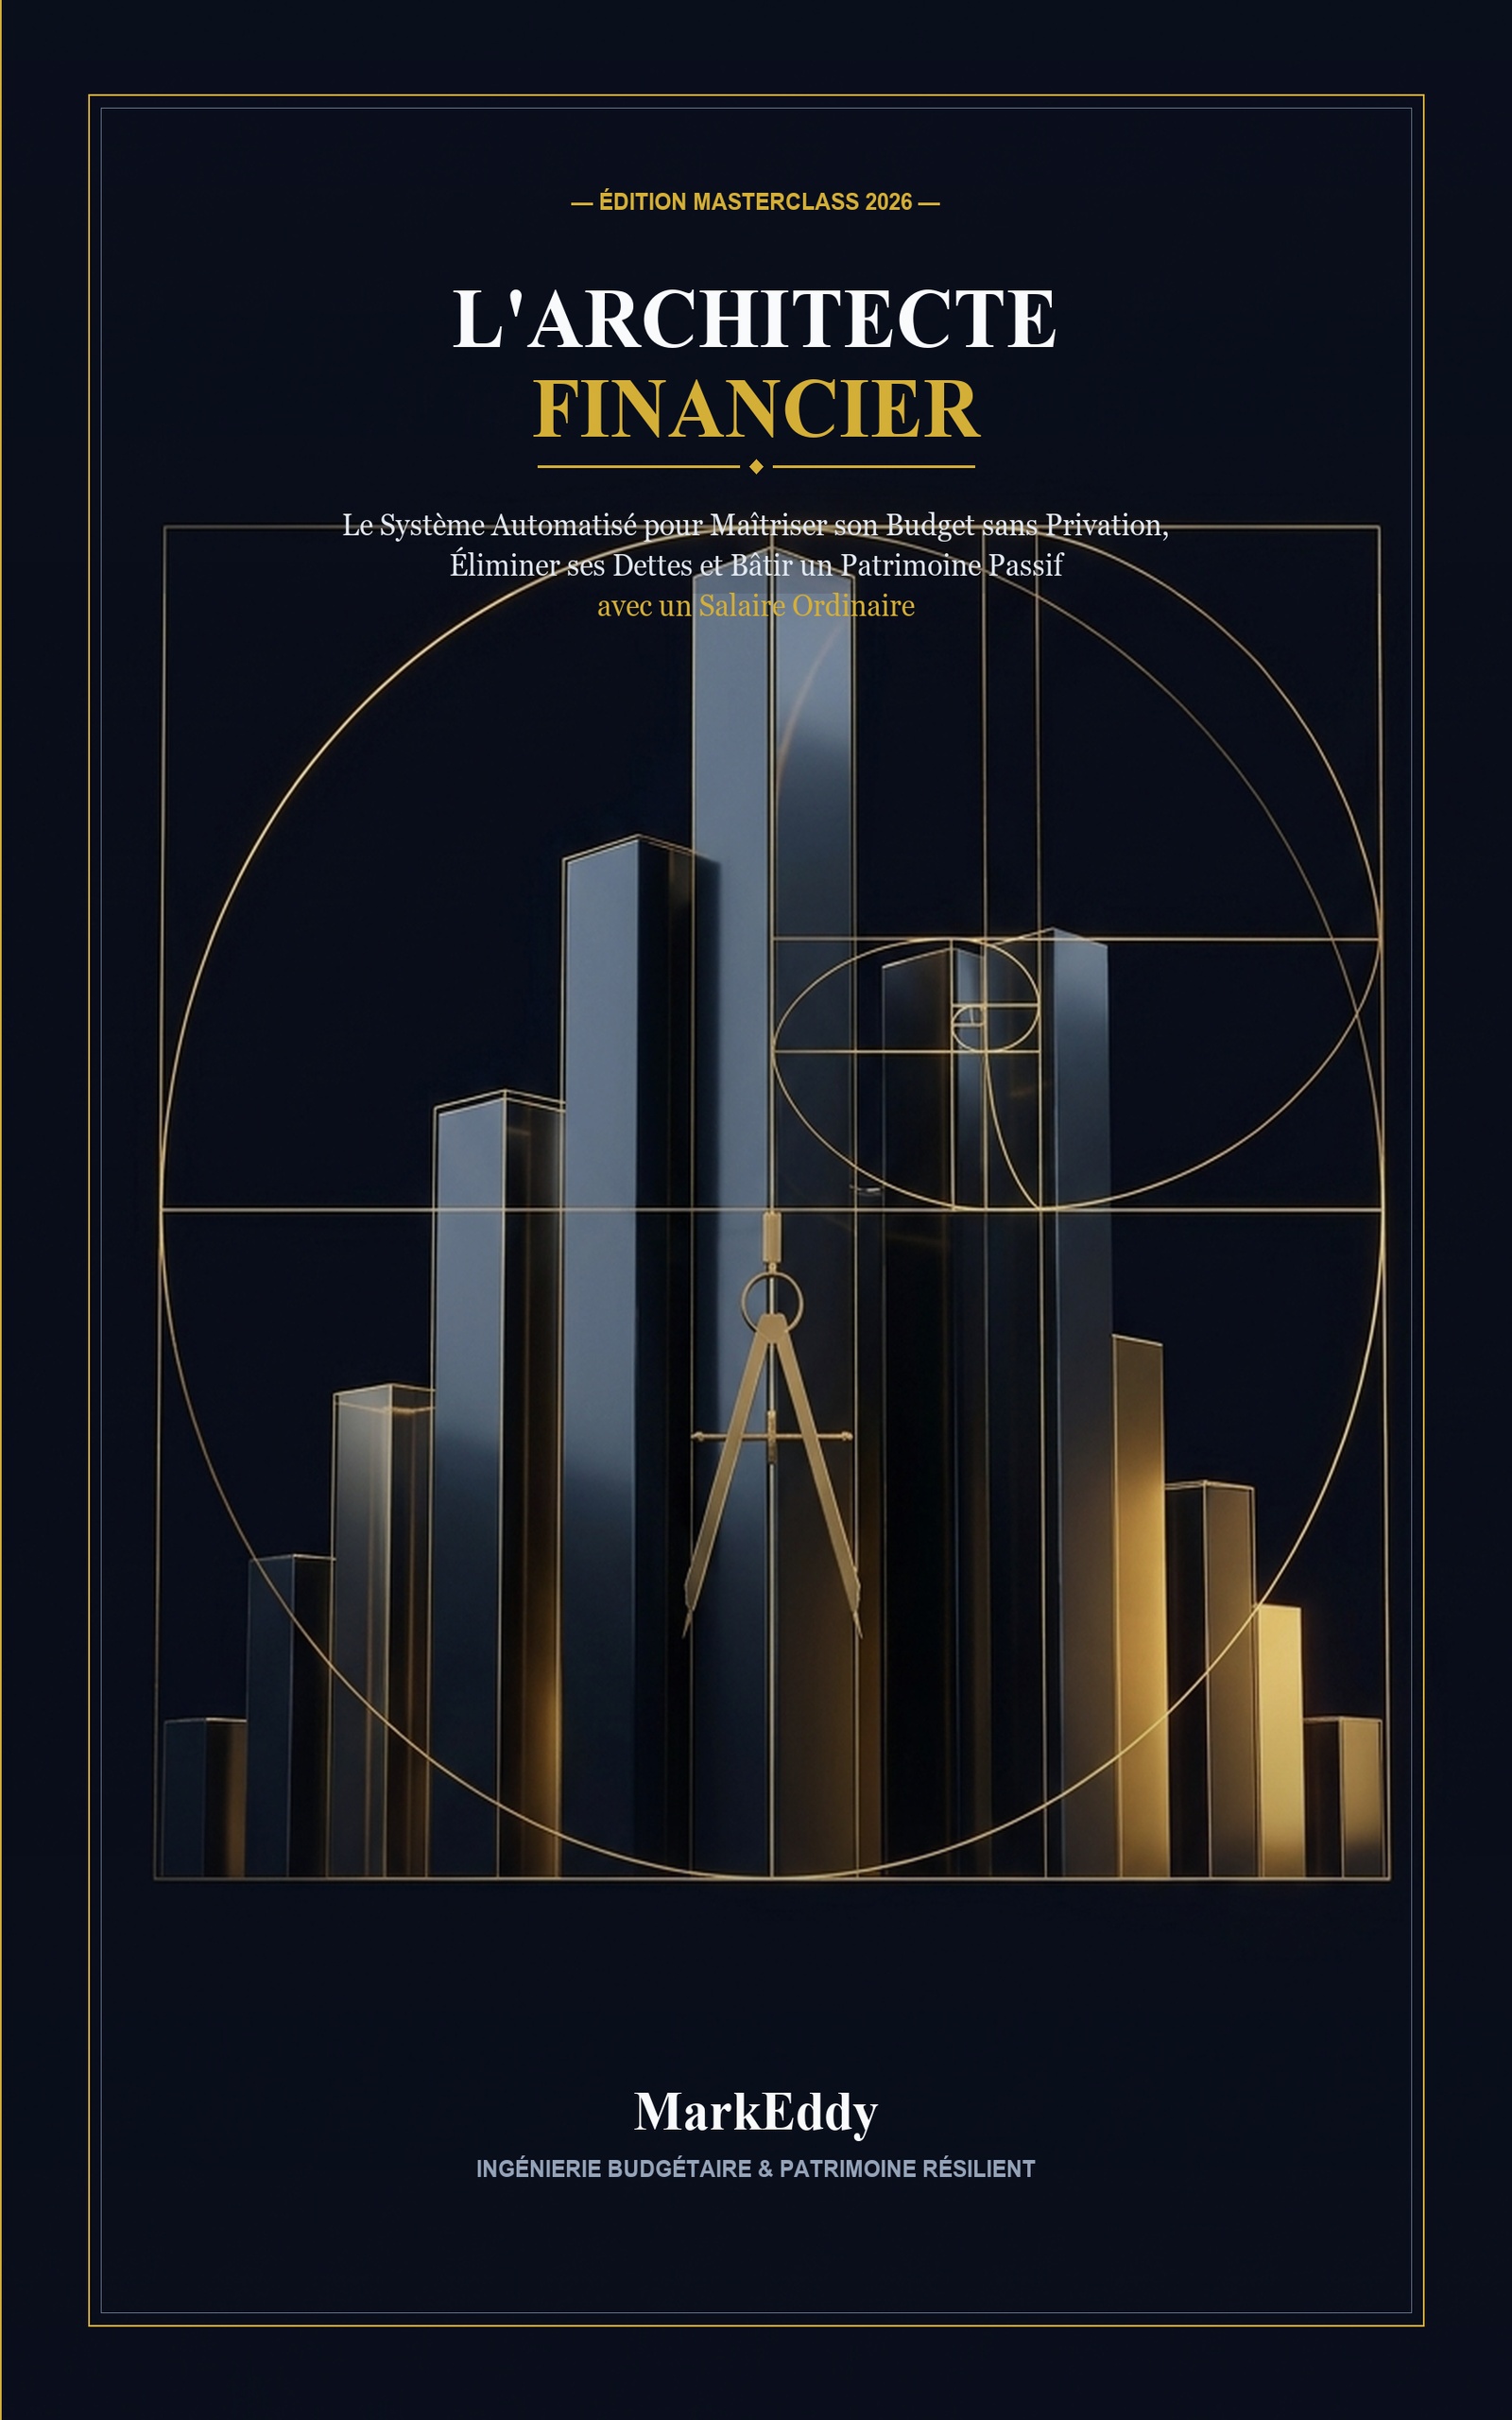 — ÉDITION MASTERCLASS 2026 —
L'ARCHITECTE
FINANCIER
Le Système Automatisé pour Maîtriser son Budget sans Privation,
Éliminer ses Dettes et Bâtir un Patrimoine Passif
avec un Salaire Ordinaire
MarkEddy
INGÉNIERIE BUDGÉTAIRE & PATRIMOINE RÉSILIENT